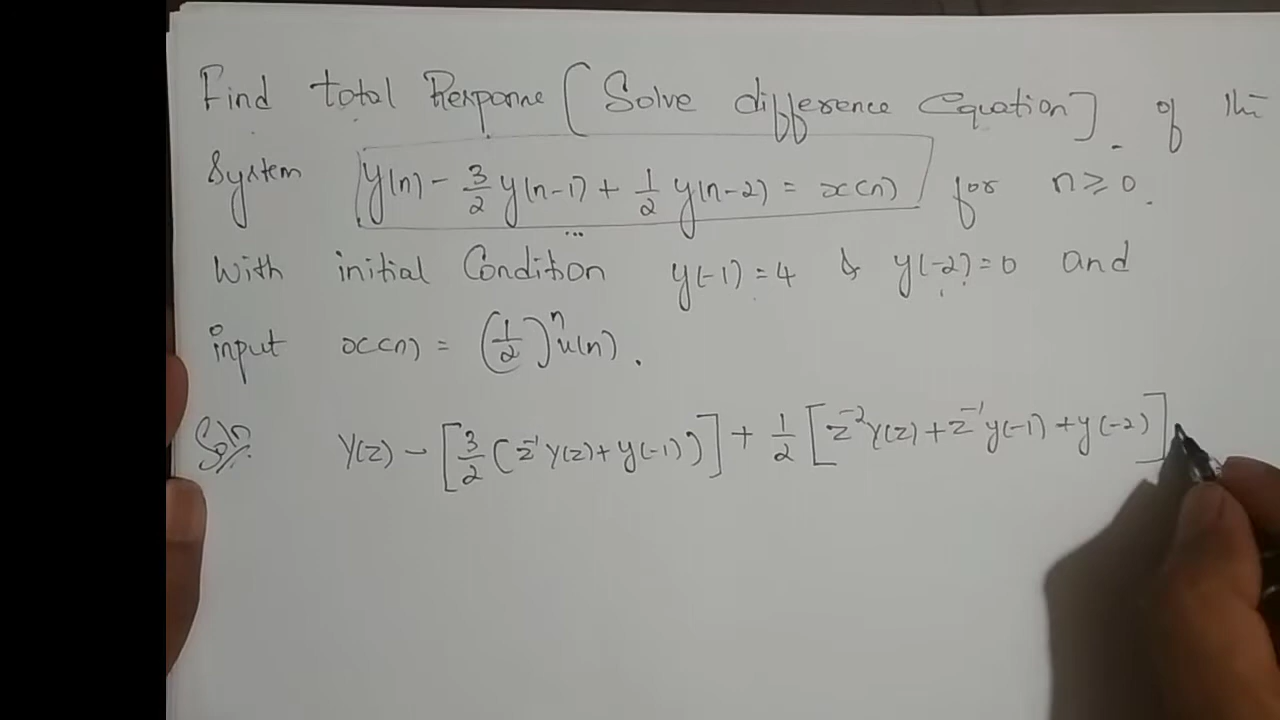 Find total Response [Solve difference Equation] of the
System y(n) - 3/2 y(n-1) + 1/2 y(n-2) = x(n) for n ≥ 0.
With initial Condition y(-1) = 4 & y(-2) = 0 and
input x(n) = (1/2)^n u(n).
Soln: Y(z) - [3/2 (z^-1 Y(z) + y(-1))] + 1/2 [z^-2 Y(z) + z^-1 y(-1) + y(-2)]